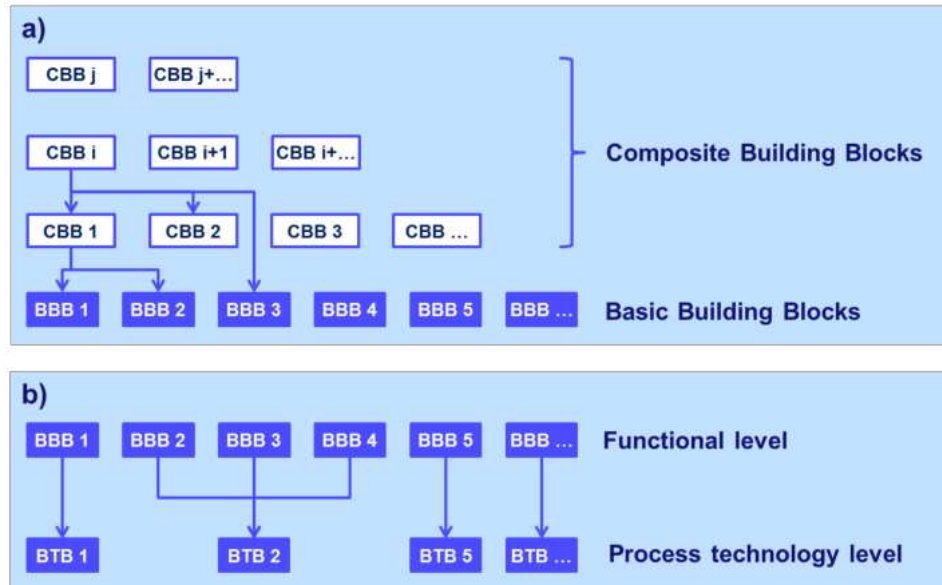 a)
CBB j CBB j+...
CBB i CBB i+1 CBB i+...
Composite Building Blocks
CBB 1 CBB 2 CBB 3 CBB ...
BBB 1 BBB 2 BBB 3 BBB 4 BBB 5 BBB ...
Basic Building Blocks
b)
BBB 1 BBB 2 BBB 3 BBB 4 BBB 5 BBB ...
Functional level
BTB 1 BTB 2 BTB 5 BTB ...
Process technology level